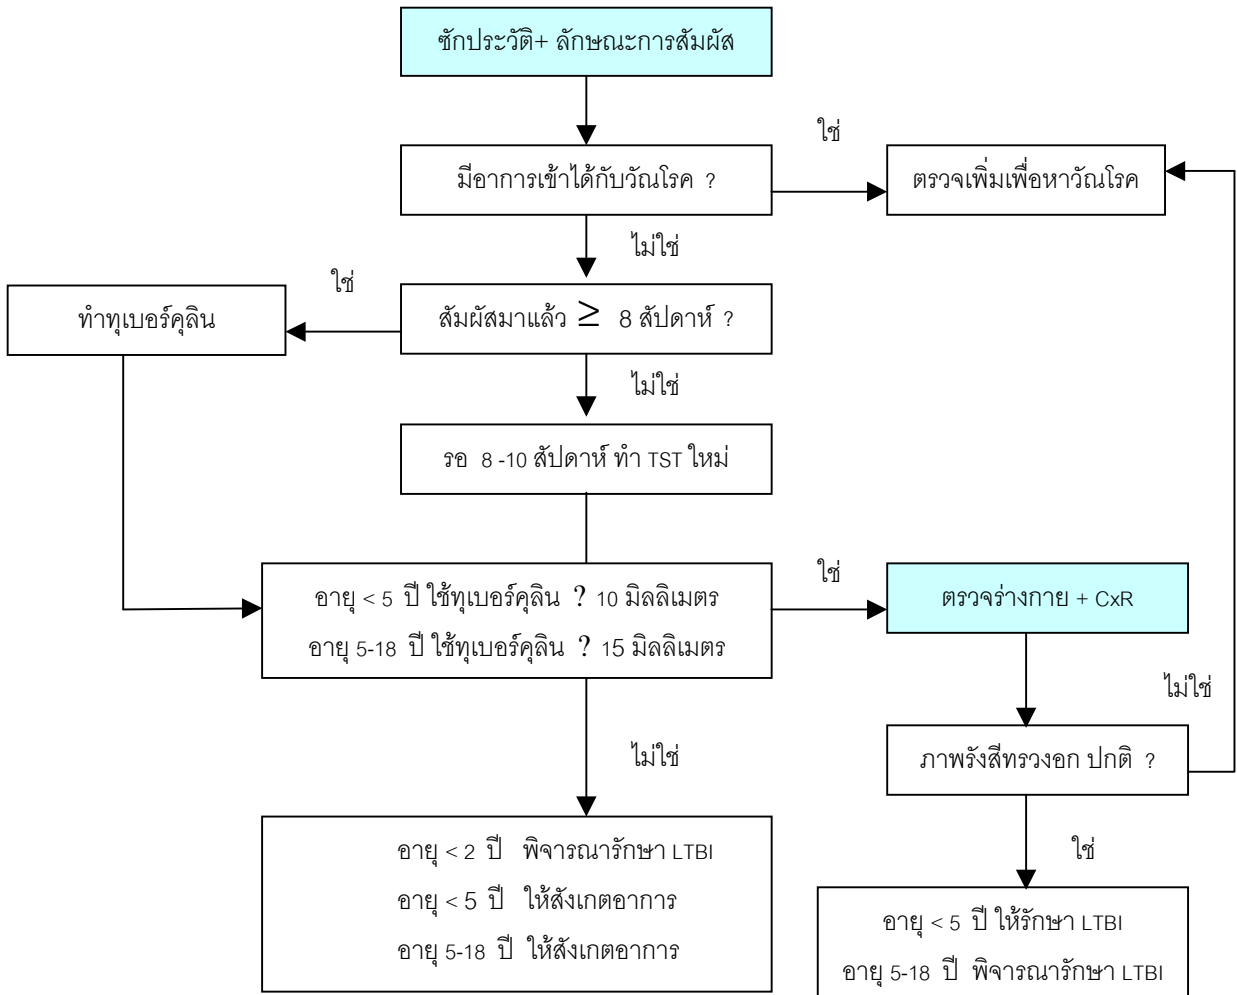 ซักประวัติ+ ลักษณะการสัมผัส
ใช่
มีอาการเข้าได้กับวัณโรค ?
ตรวจเพิ่มเพื่อหาวัณโรค
ไม่ใช่
ใช่
ทำทุเบอร์คุลิน
สัมผัสมาแล้ว ≥ 8 สัปดาห์ ?
ไม่ใช่
รอ 8 -10 สัปดาห์ ทำ TST ใหม่
ใช่
อายุ < 5 ปี ใช้ทุเบอร์คุลิน ? 10 มิลลิเมตร
อายุ 5-18 ปี ใช้ทุเบอร์คุลิน ? 15 มิลลิเมตร
ตรวจร่างกาย + CxR
ไม่ใช่
ไม่ใช่
ภาพรังสีทรวงอก ปกติ ?
ใช่
อายุ < 2 ปี พิจารณารักษา LTBI
อายุ < 5 ปี ให้สังเกตอาการ
อายุ 5-18 ปี ให้สังเกตอาการ
อายุ < 5 ปี ให้รักษา LTBI
อายุ 5-18 ปี พิจารณารักษา LTBI